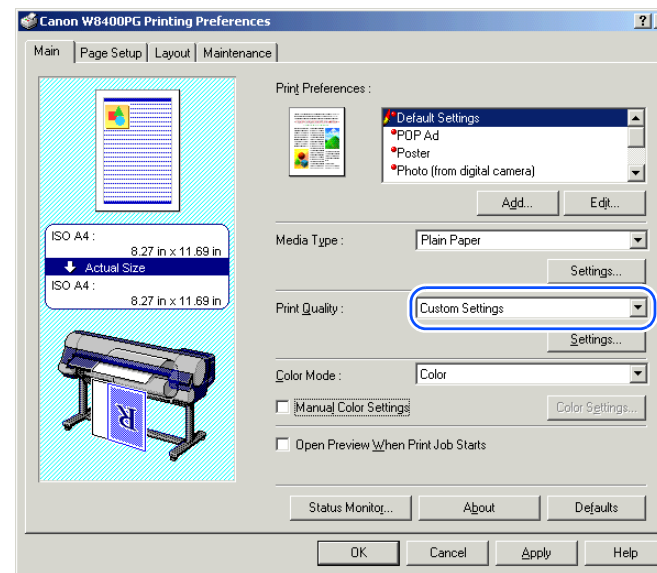 Canon W8400PG Printing Preferences
Main Page Setup Layout Maintenance
Print Preferences :
Default Settings
POP Ad
Poster
Photo (from digital camera)
Add... Edit...
ISO A4 :
8.27 in x 11.69 in
Actual Size
ISO A4 :
8.27 in x 11.69 in
Media Type : Plain Paper
Settings...
Print Quality : Custom Settings
Settings...
Color Mode : Color
Manual Color Settings Color Settings...
Open Preview When Print Job Starts
R
Status Monitor... About Defaults
OK Cancel Apply Help